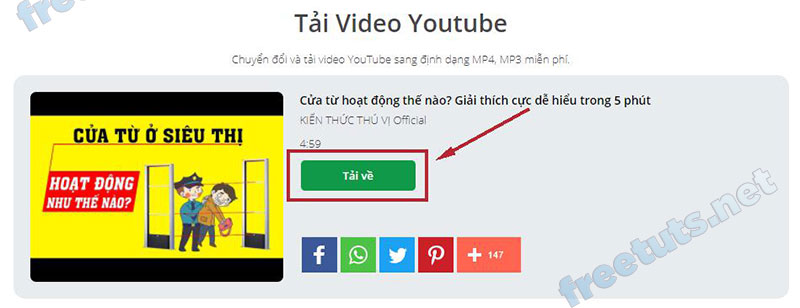 freetuts.net
Tải Video Youtube
Chuyển đổi và tải video YouTube sang định dạng MP4, MP3 miễn phí.
CỬA TỪ Ở SIÊU THỊ
HOẠT ĐỘNG
NHƯ THẾ NÀO?
Cửa từ hoạt động thế nào? Giải thích cực dễ hiểu trong 5 phút
KIẾN THỨC THÚ VỊ Official
4:59
Tải về
147
freetuts.net